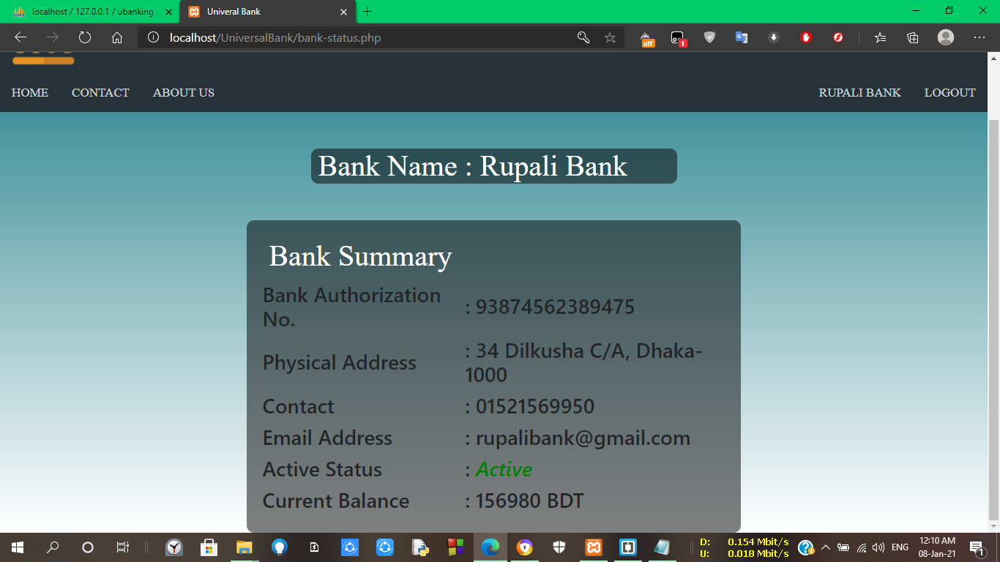 localhost / 127.0.0.1 / ubanking
Univeral Bank
localhost/UniversalBank/bank-status.php
off
1
HOME CONTACT ABOUT US RUPALI BANK LOGOUT
Bank Name : Rupali Bank
Bank Summary
Bank Authorization
No.
: 93874562389475
Physical Address
: 34 Dilkusha C/A, Dhaka-
1000
Contact : 01521569950
Email Address : rupalibank@gmail.com
Active Status : Active
Current Balance : 156980 BDT
D: 0.154 Mbit/s
U: 0.018 Mbit/s
ENG
12:10 AM
08-Jan-21
1